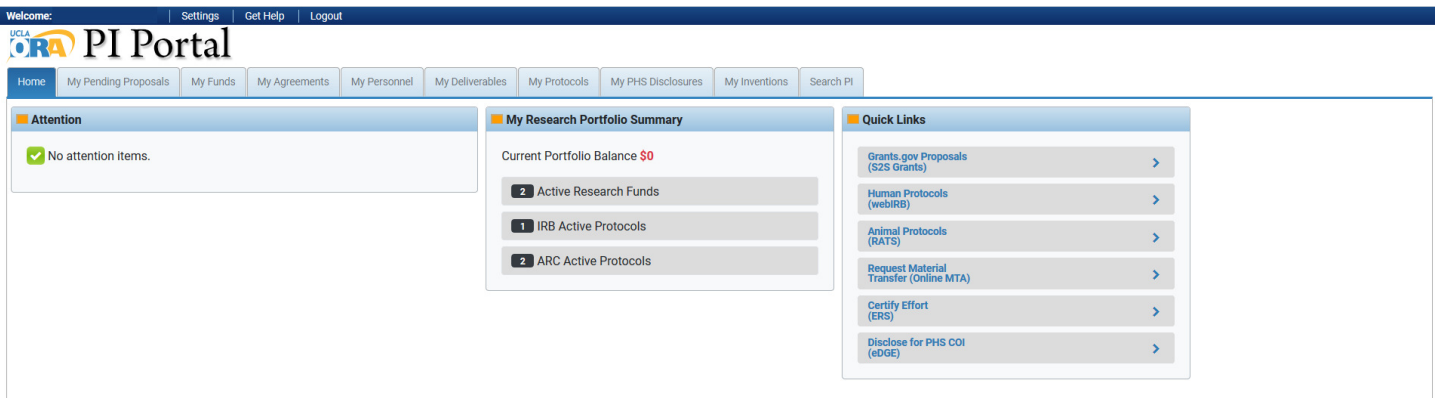 Welcome: Settings Get Help Logout
UCLA
ORA PI Portal
Home My Pending Proposals My Funds My Agreements My Personnel My Deliverables My Protocols My PHS Disclosures My Inventions Search PI
Attention
No attention items.
My Research Portfolio Summary
Current Portfolio Balance $0
2 Active Research Funds
1 IRB Active Protocols
2 ARC Active Protocols
Quick Links
Grants.gov Proposals
(S2S Grants)
Human Protocols
(webIRB)
Animal Protocols
(RATS)
Request Material
Transfer (Online MTA)
Certify Effort
(ERS)
Disclose for PHS COI
(eDGE)